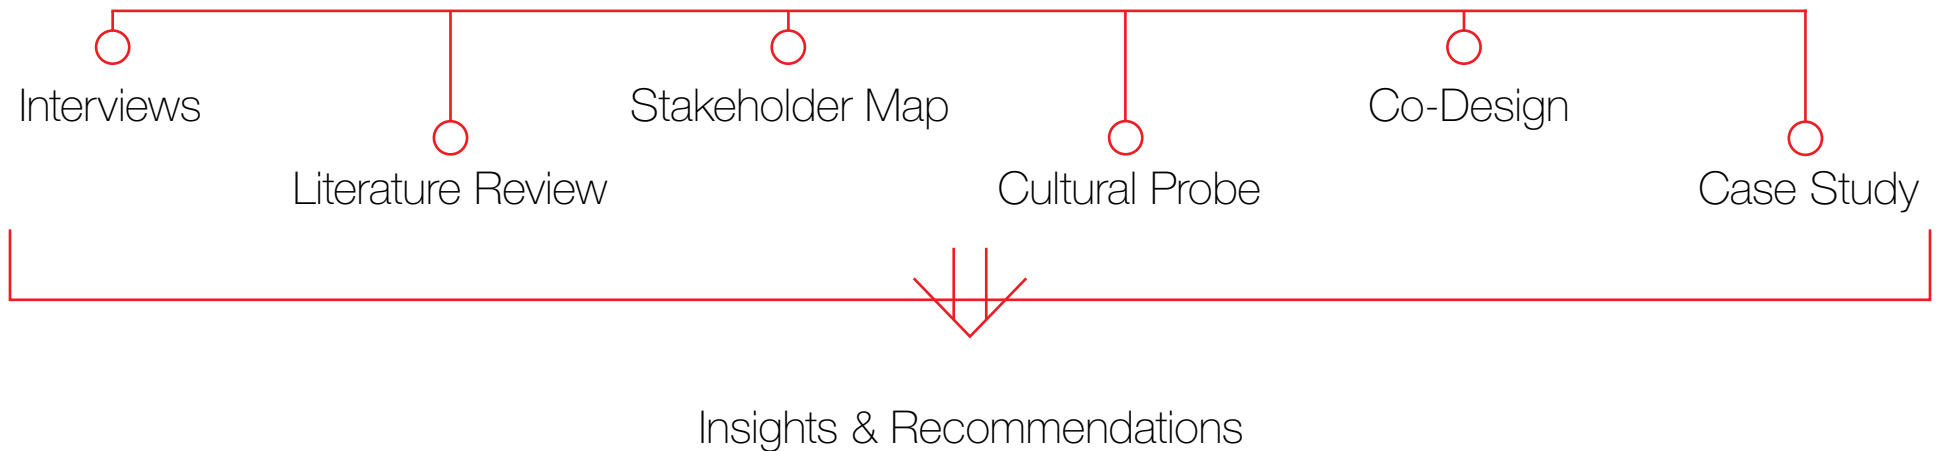 Interviews
Stakeholder Map
Co-Design
Literature Review
Cultural Probe
Case Study
Insights & Recommendations